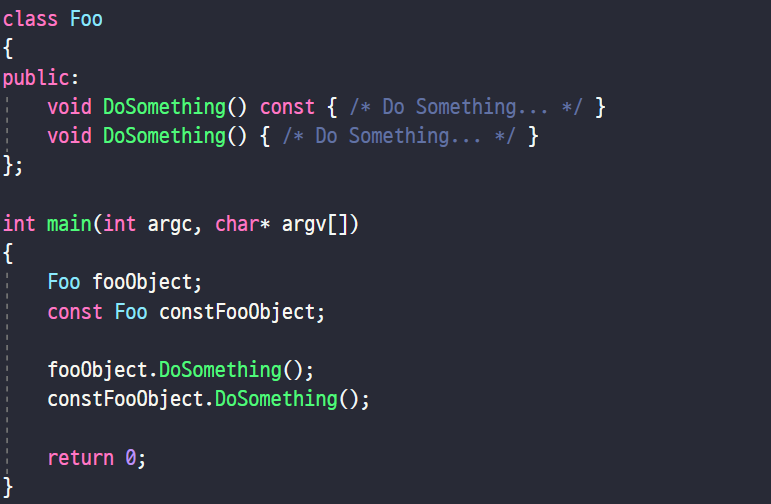 class Foo
{
public:
    void DoSomething() const { /* Do Something... */ }
    void DoSomething() { /* Do Something... */ }
};

int main(int argc, char* argv[])
{
    Foo fooObject;
    const Foo constFooObject;

    fooObject.DoSomething();
    constFooObject.DoSomething();

    return 0;
}